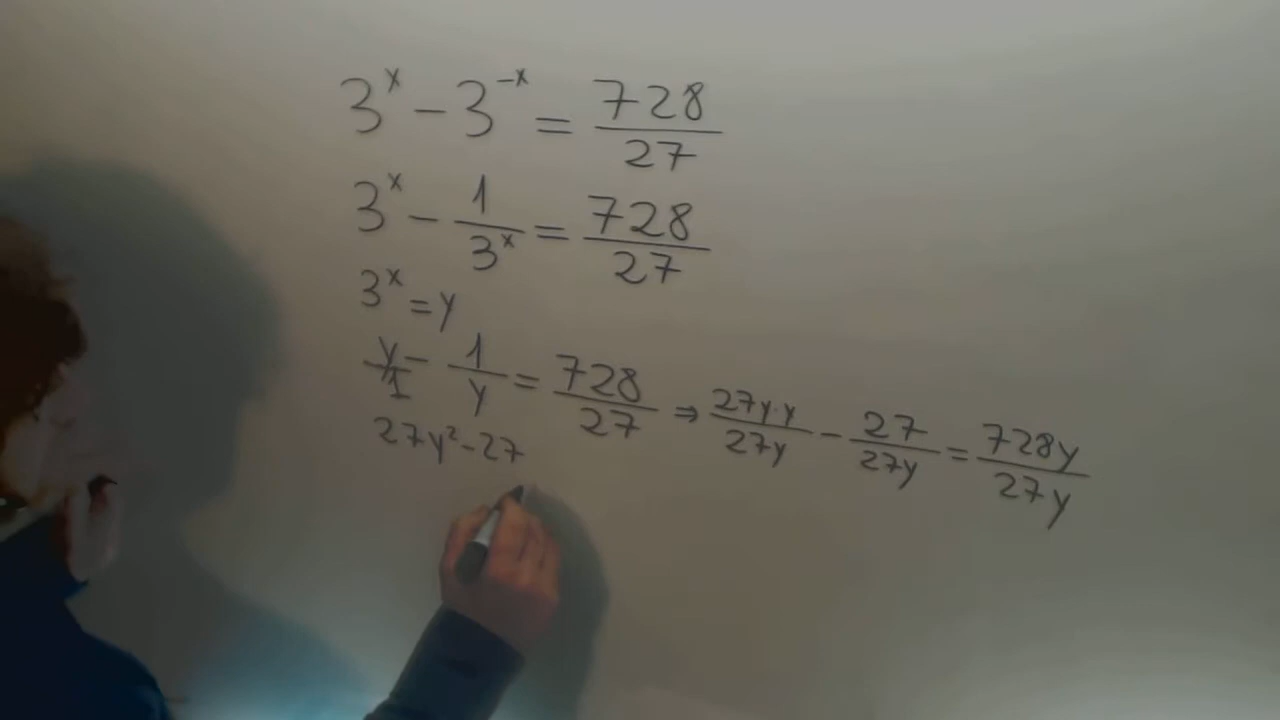 3^x - 3^-x = 728/27
3^x - 1/3^x = 728/27
3^x = y
y/1 - 1/y = 728/27 ⇒ 27y·y/27y - 27/27y = 728y/27y
27y² - 27